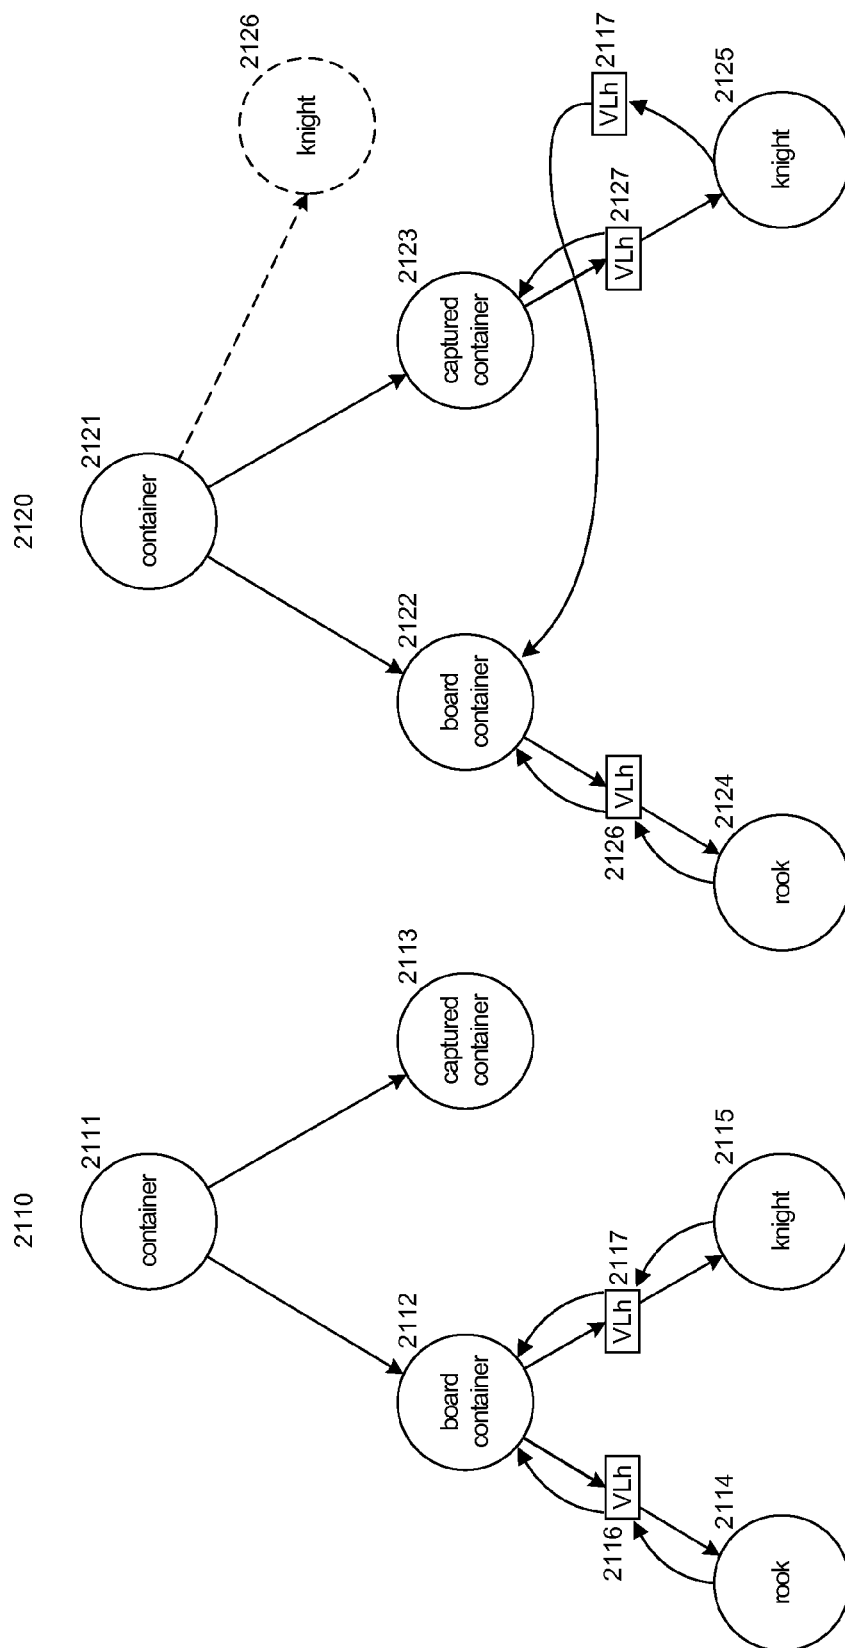 2110
2111
container
2112
board
container
2113
captured
container
2116
VLh
2117
VLh
2114
rook
2115
knight
2120
2121
container
2126
knight
2122
board
container
2123
captured
container
2126
VLh
2127
VLh
2117
VLh
2124
rook
2125
knight